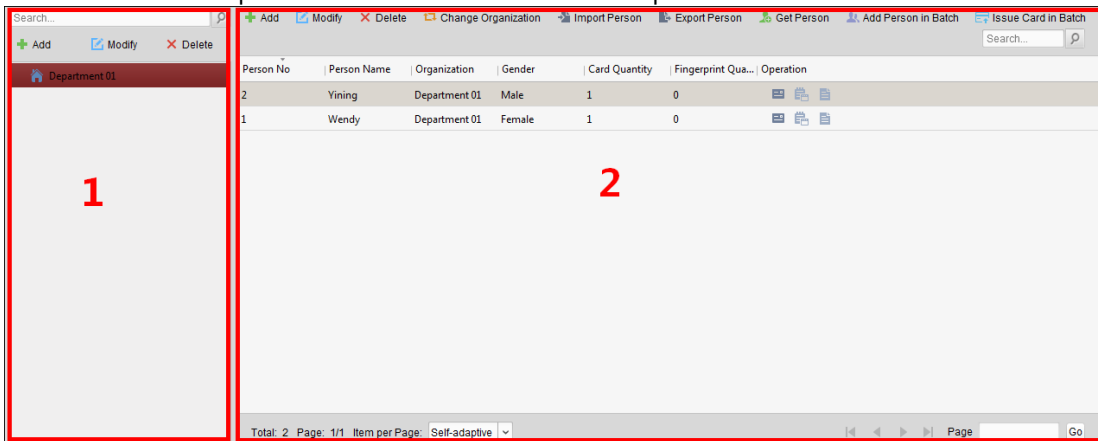 Search...
Add Modify Delete
Department 01
1
Add Modify Delete Change Organization Import Person Export Person Get Person Add Person in Batch Issue Card in Batch
Search...
Person No Person Name Organization Gender Card Quantity Fingerprint Qua... Operation
2 Yining Department 01 Male 1 0
1 Wendy Department 01 Female 1 0
2
Total: 2 Page: 1/1 Item per Page: Self-adaptive Page Go